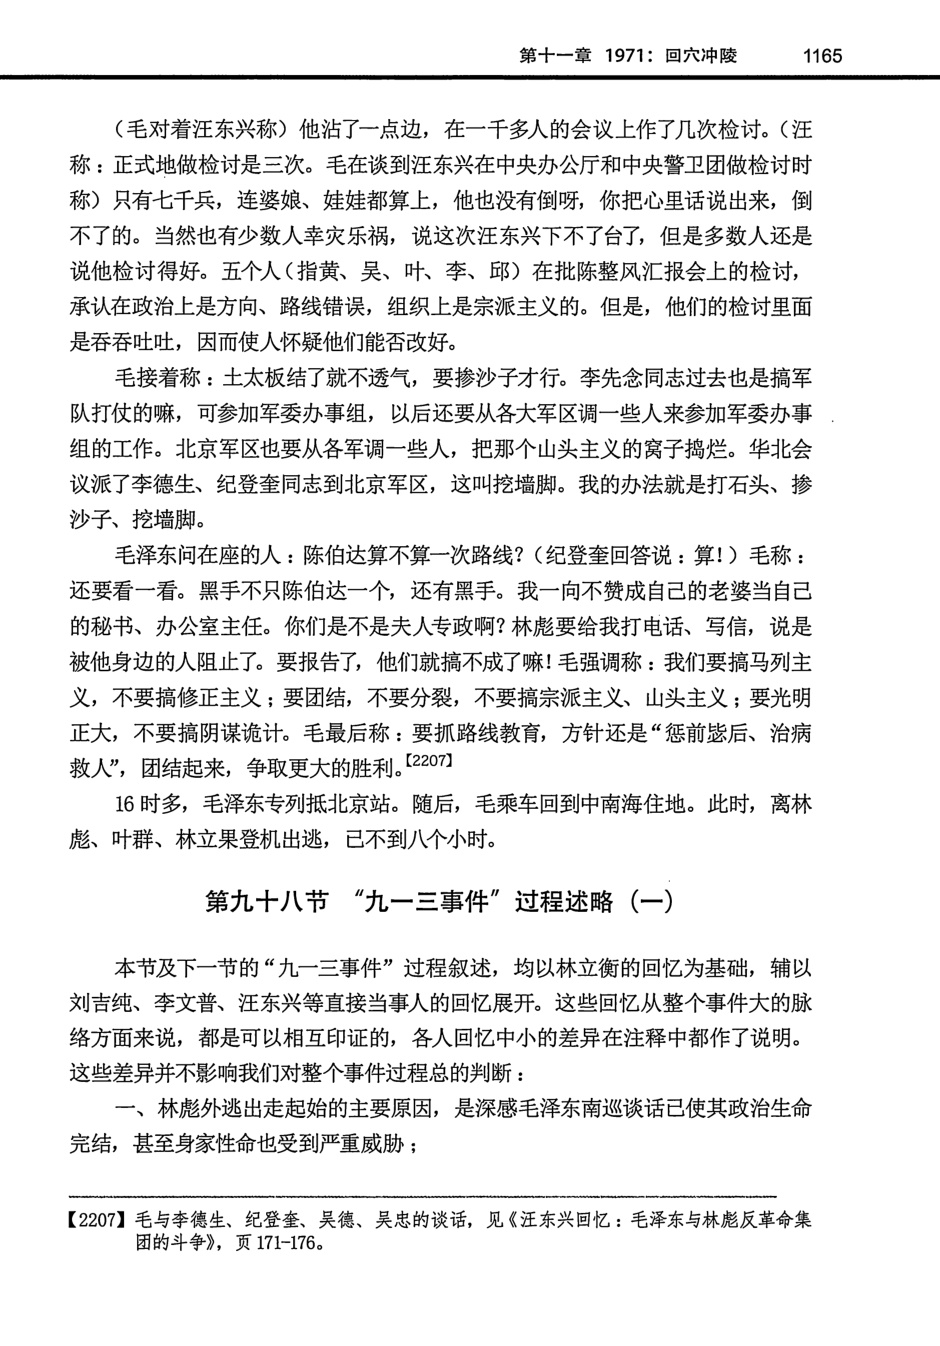 第十一章 1971：回穴冲陵 1165
（毛对着汪东兴称）他沾了一点边，在一千多人的会议上作了几次检讨。（汪
称：正式地做检讨是三次。毛在谈到汪东兴在中央办公厅和中央警卫团做检讨时
称）只有七千兵，连婆娘、娃娃都算上，他也没有倒呀，你把心里话说出来，倒
不了的。当然也有少数人幸灾乐祸，说这次汪东兴下不了台了，但是多数人还是
说他检讨得好。五个人（指黄、吴、叶、李、邱）在批陈整风汇报会上的检讨，
承认在政治上是方向、路线错误，组织上是宗派主义的。但是，他们的检讨里面
是吞吞吐吐，因而使人怀疑他们能否改好。
毛接着称：土太板结了就不透气，要掺沙子才行。李先念同志过去也是搞军
队打仗的嘛，可参加军委办事组，以后还要从各大军区调一些人来参加军委办事
组的工作。北京军区也要从各军调一些人，把那个山头主义的窝子捣烂。华北会
议派了李德生、纪登奎同志到北京军区，这叫挖墙脚。我的办法就是打石头、掺
沙子、挖墙脚。
毛泽东问在座的人：陈伯达算不算一次路线？（纪登奎回答说：算！）毛称：
还要看一看。黑手不只陈伯达一个，还有黑手。我一向不赞成自己的老婆当自己
的秘书、办公室主任。你们是不是夫人专政啊？林彪要给我打电话、写信，说是
被他身边的人阻止了。要报告了，他们就搞不成了嘛！毛强调称：我们要搞马列主
义，不要搞修正主义；要团结，不要分裂，不要搞宗派主义、山头主义；要光明
正大，不要搞阴谋诡计。毛最后称：要抓路线教育，方针还是“惩前毖后、治病
救人”，团结起来，争取更大的胜利。【2207】
16 时多，毛泽东专列抵北京站。随后，毛乘车回到中南海住地。此时，离林
彪、叶群、林立果登机出逃，已不到八个小时。
第九十八节 “九一三事件”过程述略（一）
本节及下一节的“九一三事件”过程叙述，均以林立衡的回忆为基础，辅以
刘吉纯、李文普、汪东兴等直接当事人的回忆展开。这些回忆从整个事件大的脉
络方面来说，都是可以相互印证的，各人回忆中小的差异在注释中都作了说明。
这些差异并不影响我们对整个事件过程总的判断：
一、林彪外逃出走起始的主要原因，是深感毛泽东南巡谈话已使其政治生命
完结，甚至身家性命也受到严重威胁；
【2207】毛与李德生、纪登奎、吴德、吴忠的谈话，见《汪东兴回忆：毛泽东与林彪反革命集
团的斗争》，页 171-176。